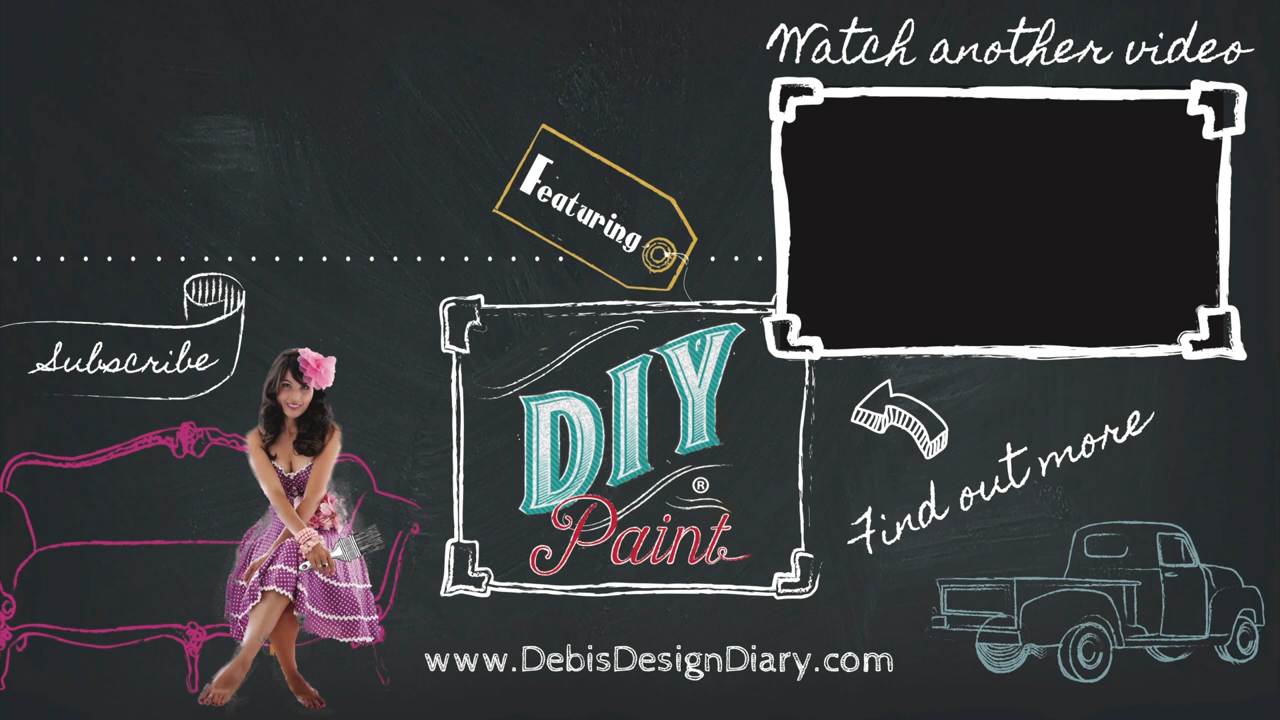 Watch another video
Featuring
Subscribe
DIY
Paint®
Find out more
www.DebisDesignDiary.com